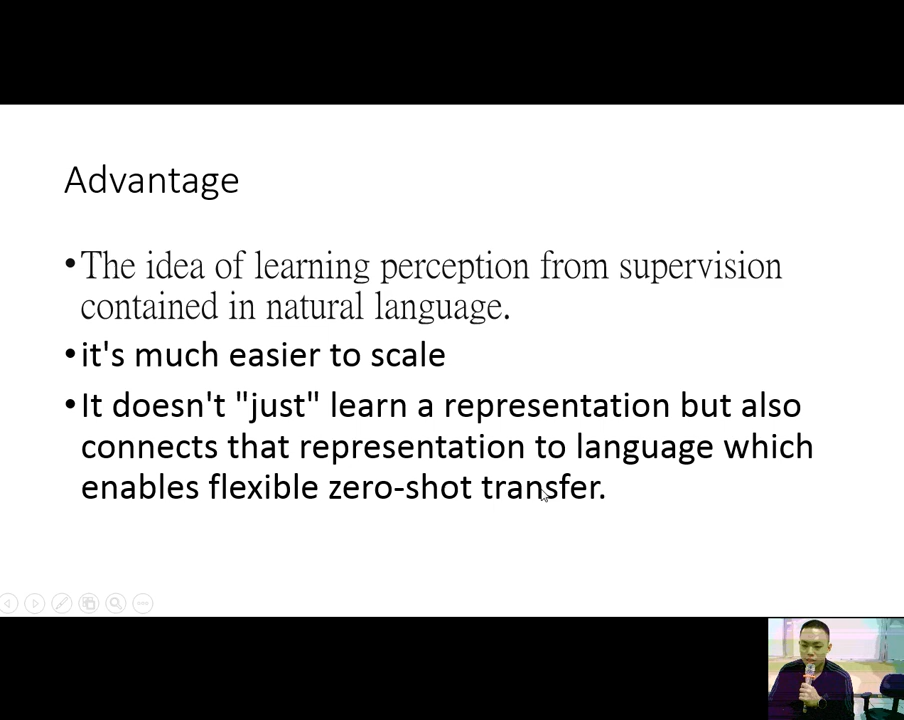 Advantage
•The idea of learning perception from supervision
contained in natural language.
•it's much easier to scale
•It doesn't "just" learn a representation but also
connects that representation to language which
enables flexible zero-shot transfer.